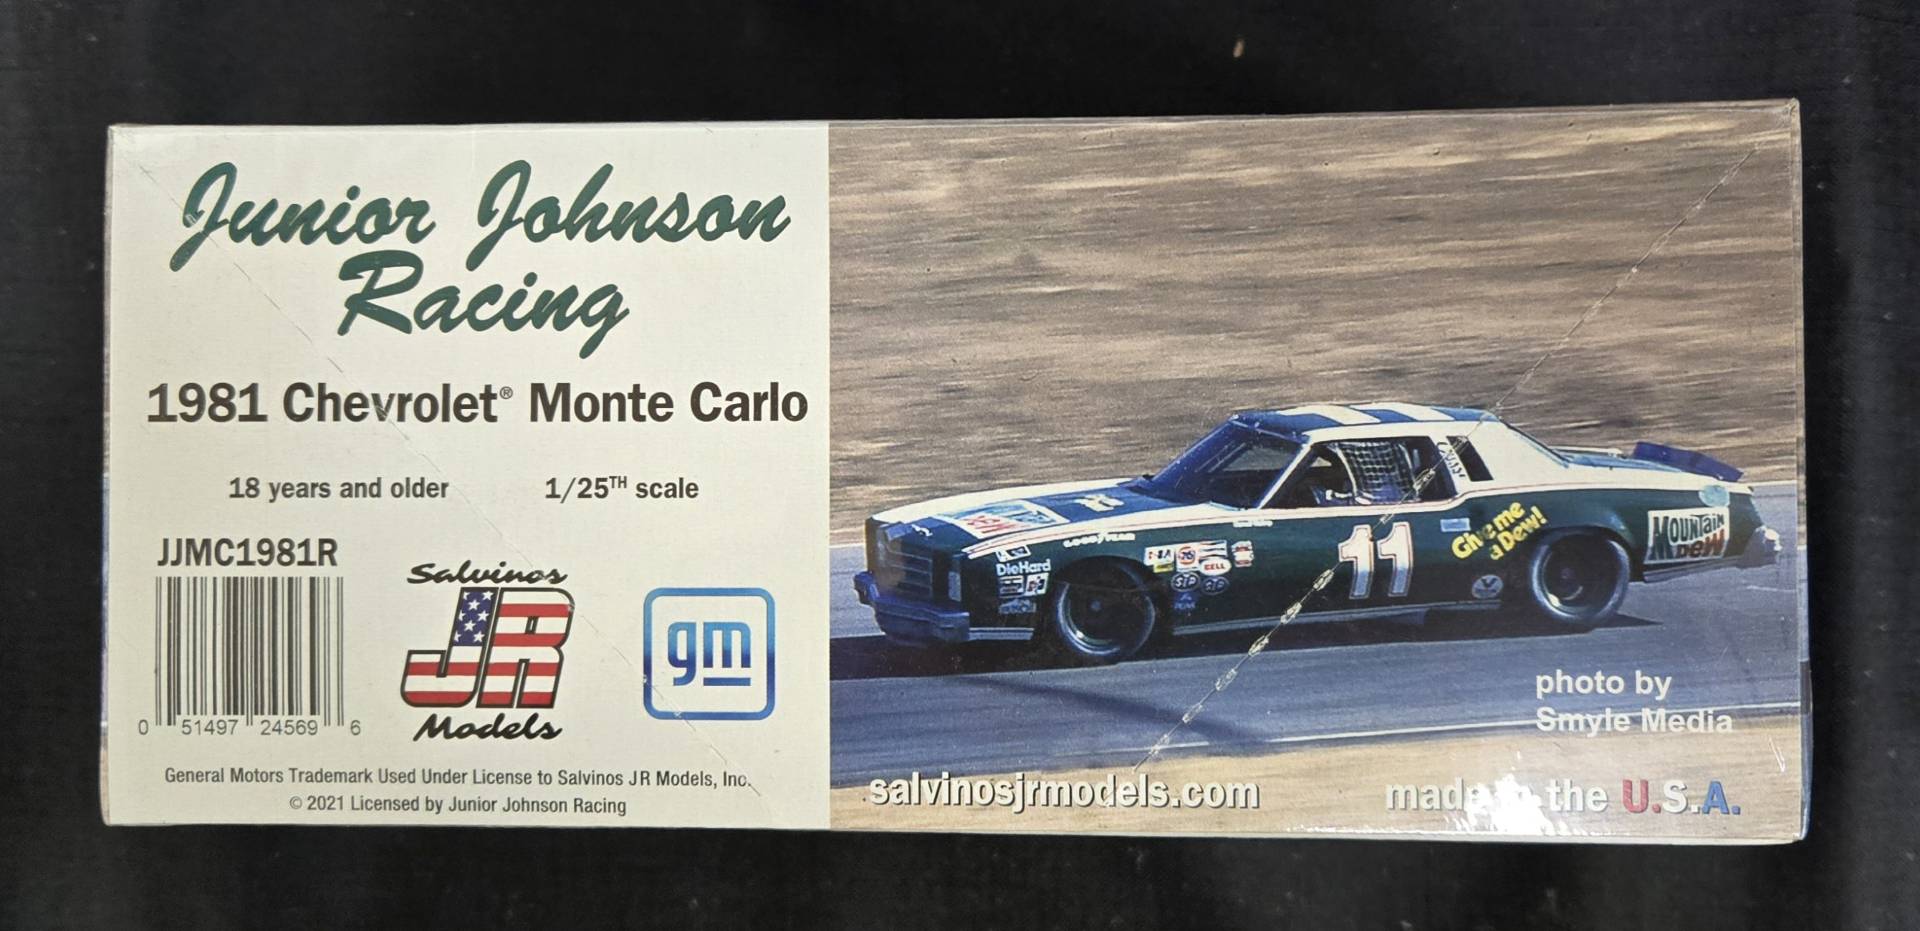 Junior Johnson
Racing
1981 Chevrolet® Monte Carlo
18 years and older
1/25TH scale
JJMC1981R
0 51497 24569 6
Salvinos
JR
Models
gm
General Motors Trademark Used Under License to Salvinos JR Models, Inc.
© 2021 Licensed by Junior Johnson Racing
GOODYEAR
DieHard
76
BELL
STP
11
Give me
a Dew!
MOUNTAIN
DEW
photo by
Smyle Media
salvinosjrmodels.com
made in the U.S.A.